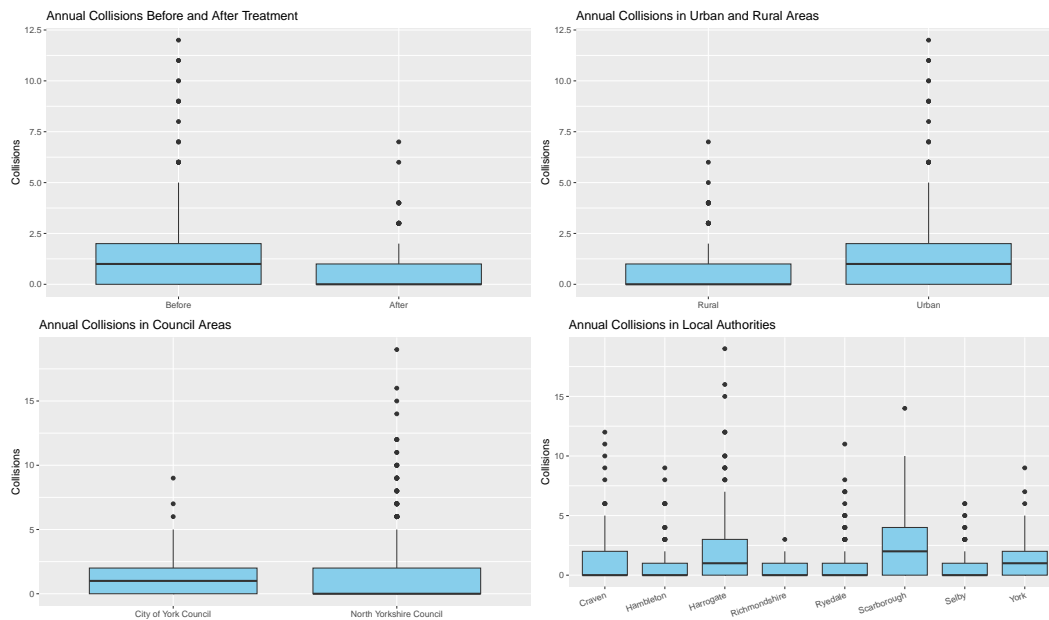 Annual Collisions Before and After Treatment
12.5
10.0
7.5
5.0
2.5
0.0
Collisions
Before After
Annual Collisions in Urban and Rural Areas
12.5
10.0
7.5
5.0
2.5
0.0
Collisions
Rural Urban
Annual Collisions in Council Areas
15
10
5
0
Collisions
City of York Council North Yorkshire Council
Annual Collisions in Local Authorities
15
10
5
0
Collisions
Craven Hambleton Harrogate Richmondshire Ryedale Scarborough Selby York